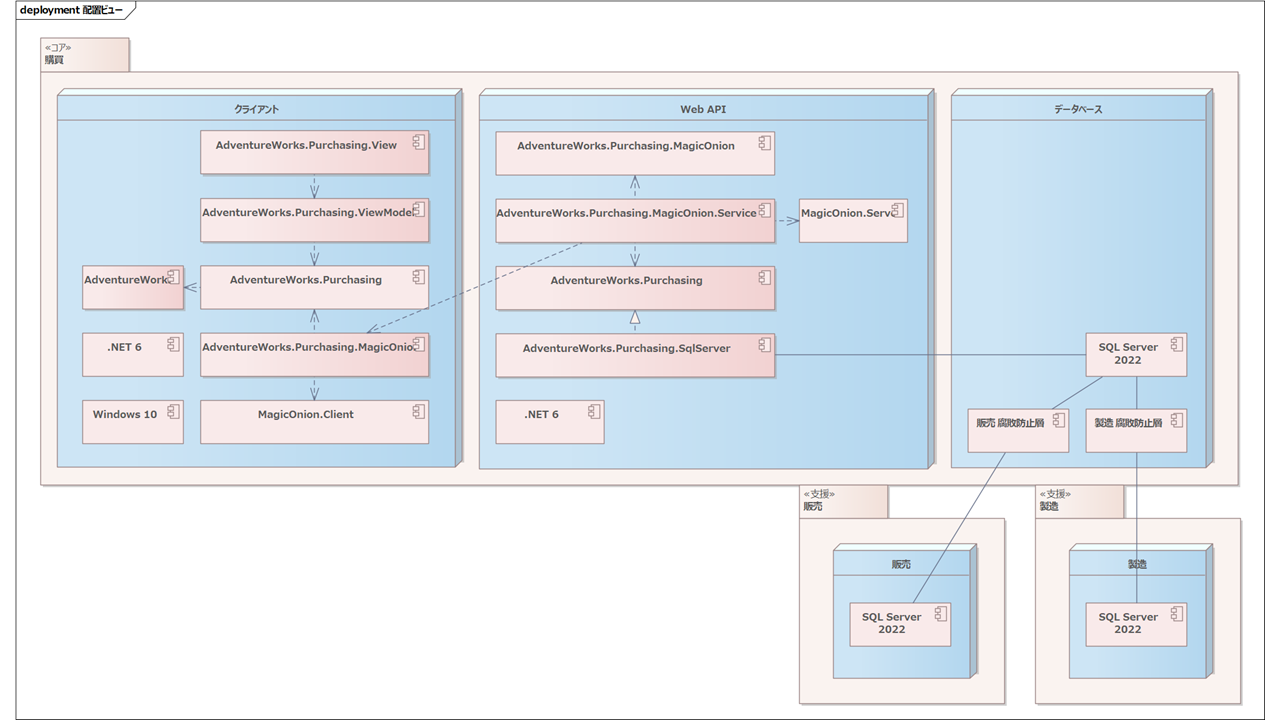 deployment 配置ビュー
«コア»
購買
クライアント
AdventureWorks.Purchasing.View
AdventureWorks.Purchasing.ViewModel
AdventureWorks
AdventureWorks.Purchasing
.NET 6
AdventureWorks.Purchasing.MagicOnio
Windows 10
MagicOnion.Client
Web API
AdventureWorks.Purchasing.MagicOnion
AdventureWorks.Purchasing.MagicOnion.Service
MagicOnion.Serv
AdventureWorks.Purchasing
AdventureWorks.Purchasing.SqlServer
.NET 6
データベース
SQL Server
2022
販売 腐敗防止層
製造 腐敗防止層
«支援»
販売
販売
SQL Server
2022
«支援»
製造
製造
SQL Server
2022